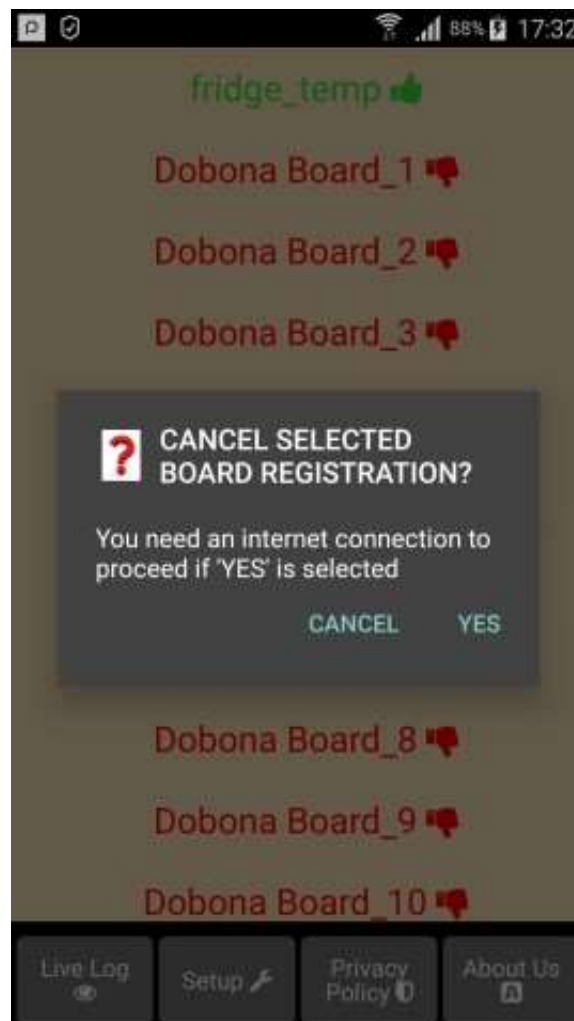 88% 17:32
fridge_temp
Dobona Board_1
Dobona Board_2
Dobona Board_3
CANCEL SELECTED
BOARD REGISTRATION?
You need an internet connection to
proceed if 'YES' is selected
CANCEL YES
Dobona Board_8
Dobona Board_9
Dobona Board_10
Live Log
Setup
Privacy
Policy
About Us